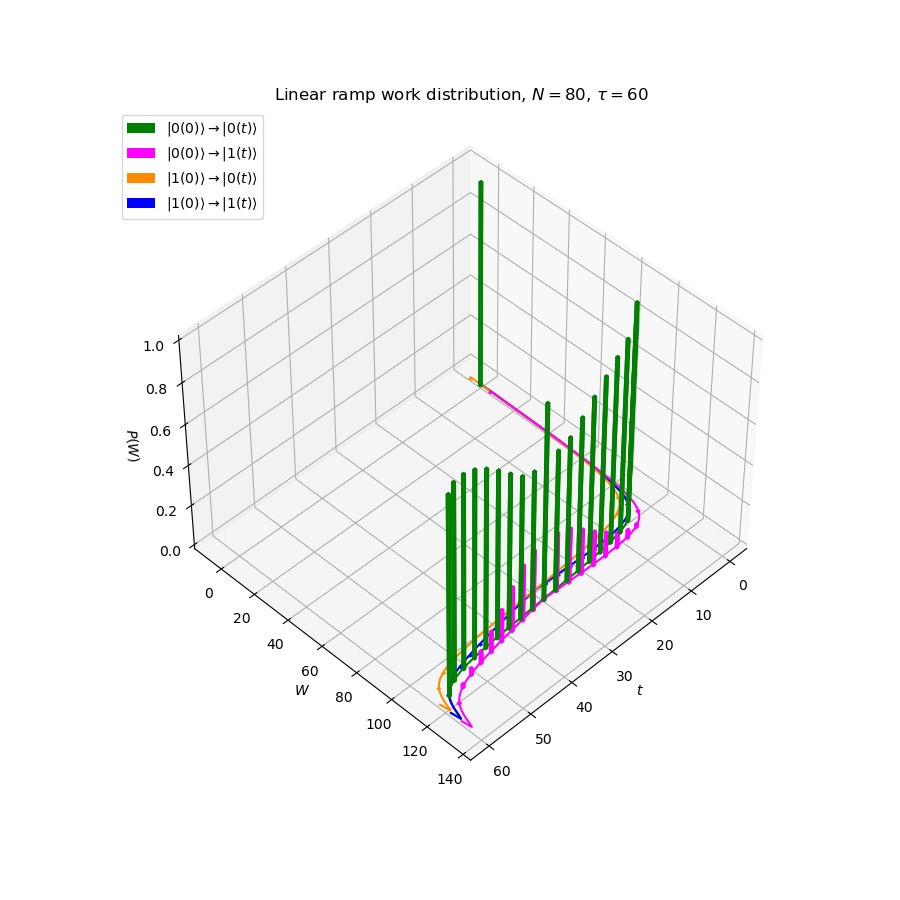 Linear ramp work distribution, N = 80, τ = 60
|0(0)⟩ → |0(t)⟩
|0(0)⟩ → |1(t)⟩
|1(0)⟩ → |0(t)⟩
|1(0)⟩ → |1(t)⟩
1.0
0.8
0.6
0.4
0.2
0.0
P(W)
0
20
40
60
80
100
120
140
W
0
10
20
30
40
50
60
t